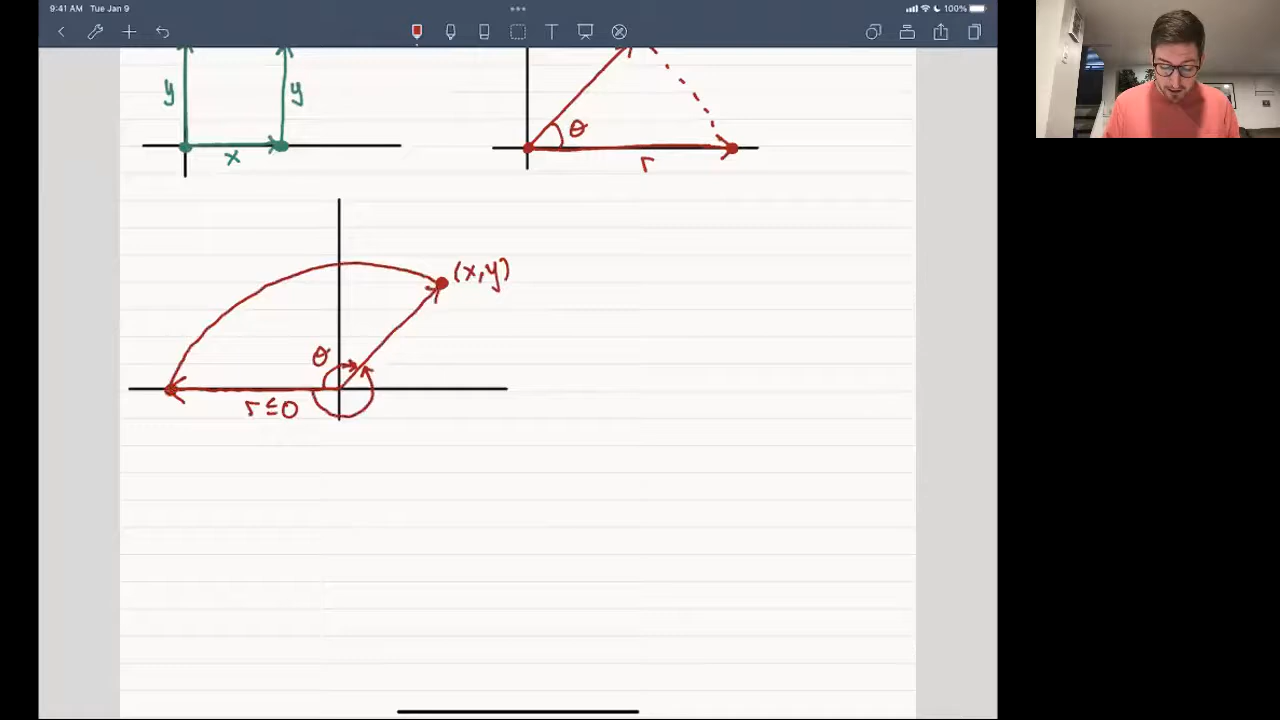 9:41 AM Tue Jan 9
100%
T
y
y
x
θ
r
(x,y)
θ
r≤0